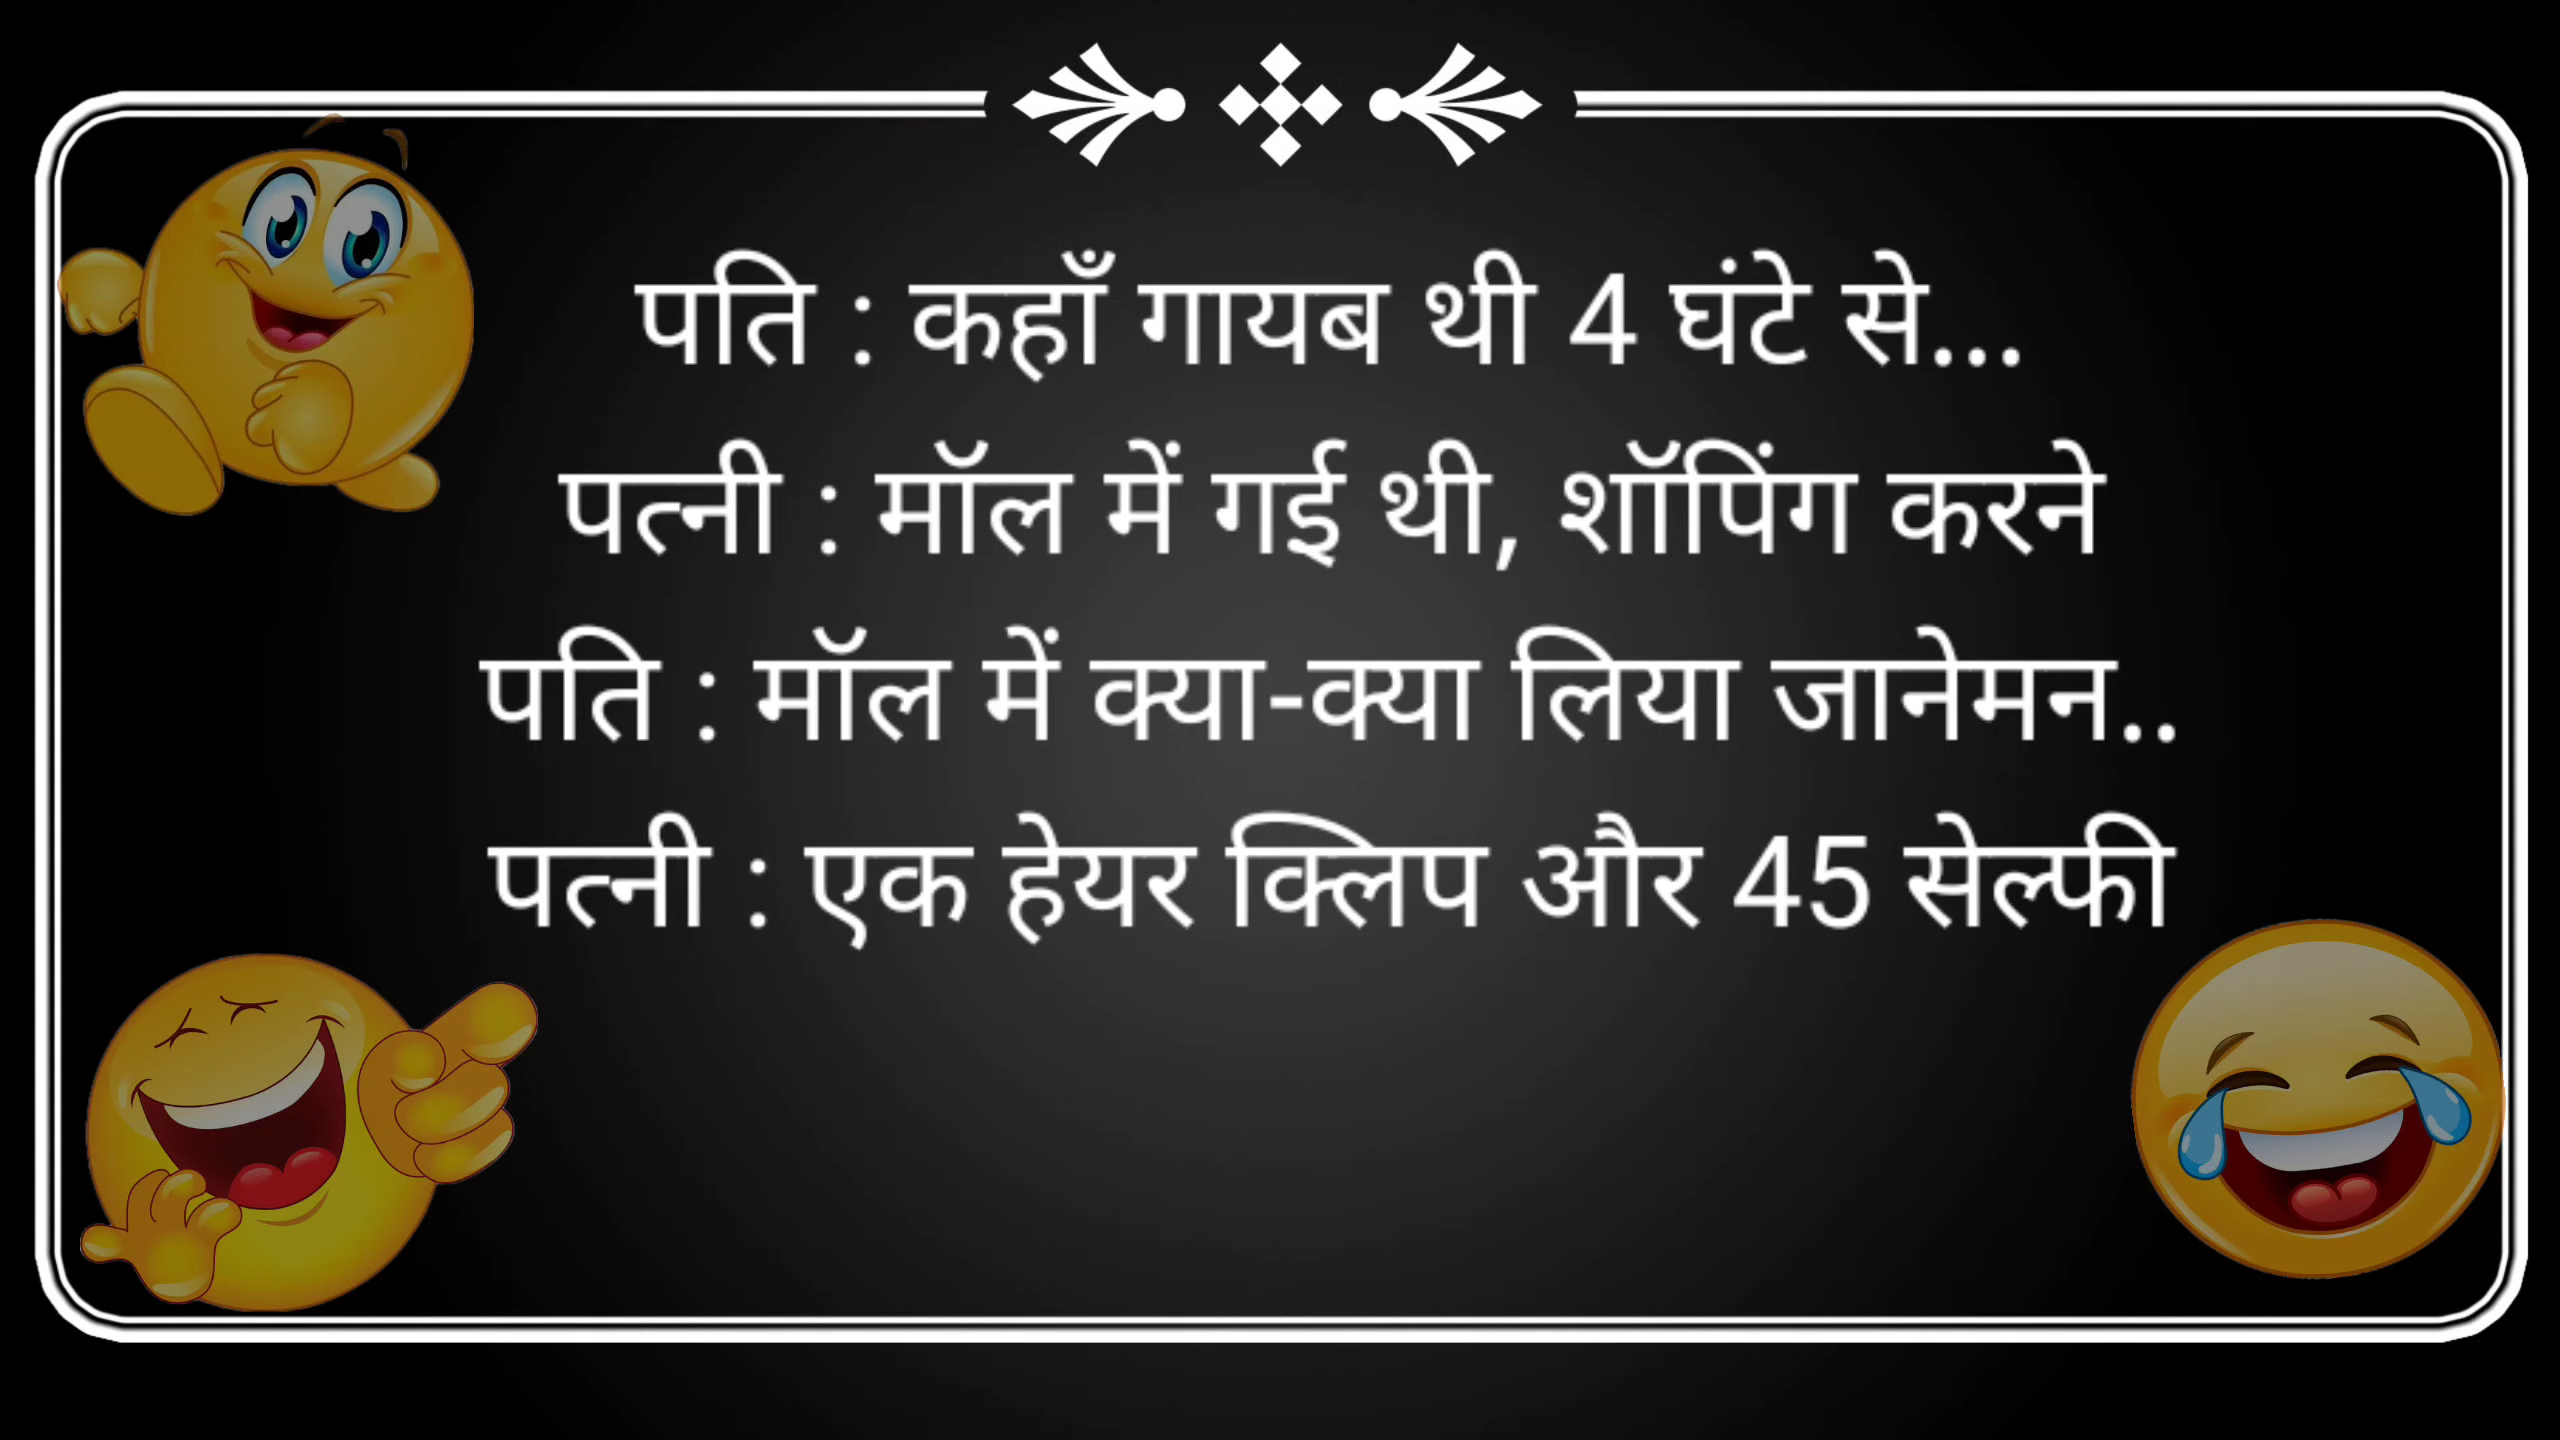 पति : कहाँ गायब थी 4 घंटे से...
पत्नी : मॉल में गई थी, शॉपिंग करने
पति : मॉल में क्या-क्या लिया जानेमन..
पत्नी : एक हेयर क्लिप और 45 सेल्फी